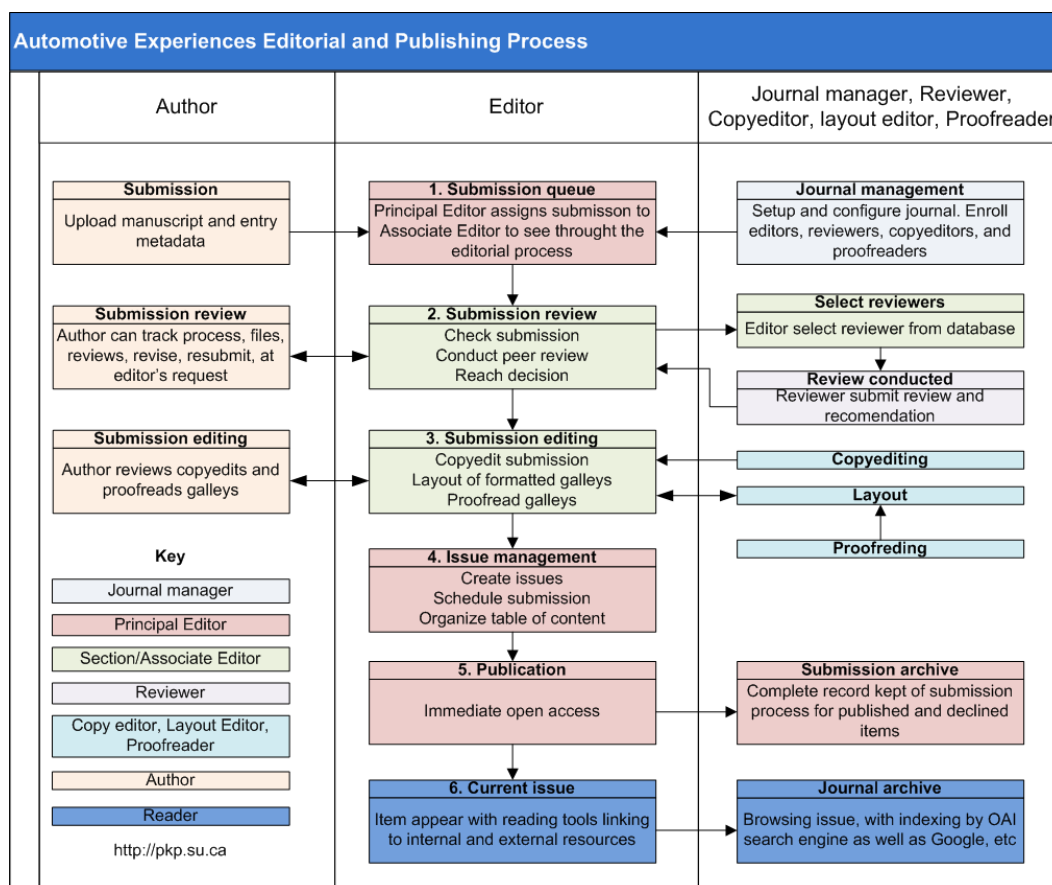 Automotive Experiences Editorial and Publishing Process
Author
Editor
Journal manager, Reviewer,
Copyeditor, layout editor, Proofreader
Submission
Upload manuscript and entry
metadata
1. Submission queue
Principal Editor assigns submisson to
Associate Editor to see throught the
editorial process
Journal management
Setup and configure journal. Enroll
editors, reviewers, copyeditors, and
proofreaders
Submission review
Author can track process, files,
reviews, revise, resubmit, at
editor's request
2. Submission review
Check submission
Conduct peer review
Reach decision
Select reviewers
Editor select reviewer from database
Review conducted
Reviewer submit review and
recomendation
Submission editing
Author reviews copyedits and
proofreads galleys
3. Submission editing
Copyedit submission
Layout of formatted galleys
Proofread galleys
Copyediting
Layout
Proofreding
Key
Journal manager
Principal Editor
Section/Associate Editor
Reviewer
Copy editor, Layout Editor,
Proofreader
Author
Reader
http://pkp.su.ca
4. Issue management
Create issues
Schedule submission
Organize table of content
5. Publication
Immediate open access
Submission archive
Complete record kept of submission
process for published and declined
items
6. Current issue
Item appear with reading tools linking
to internal and external resources
Journal archive
Browsing issue, with indexing by OAI
search engine as well as Google, etc